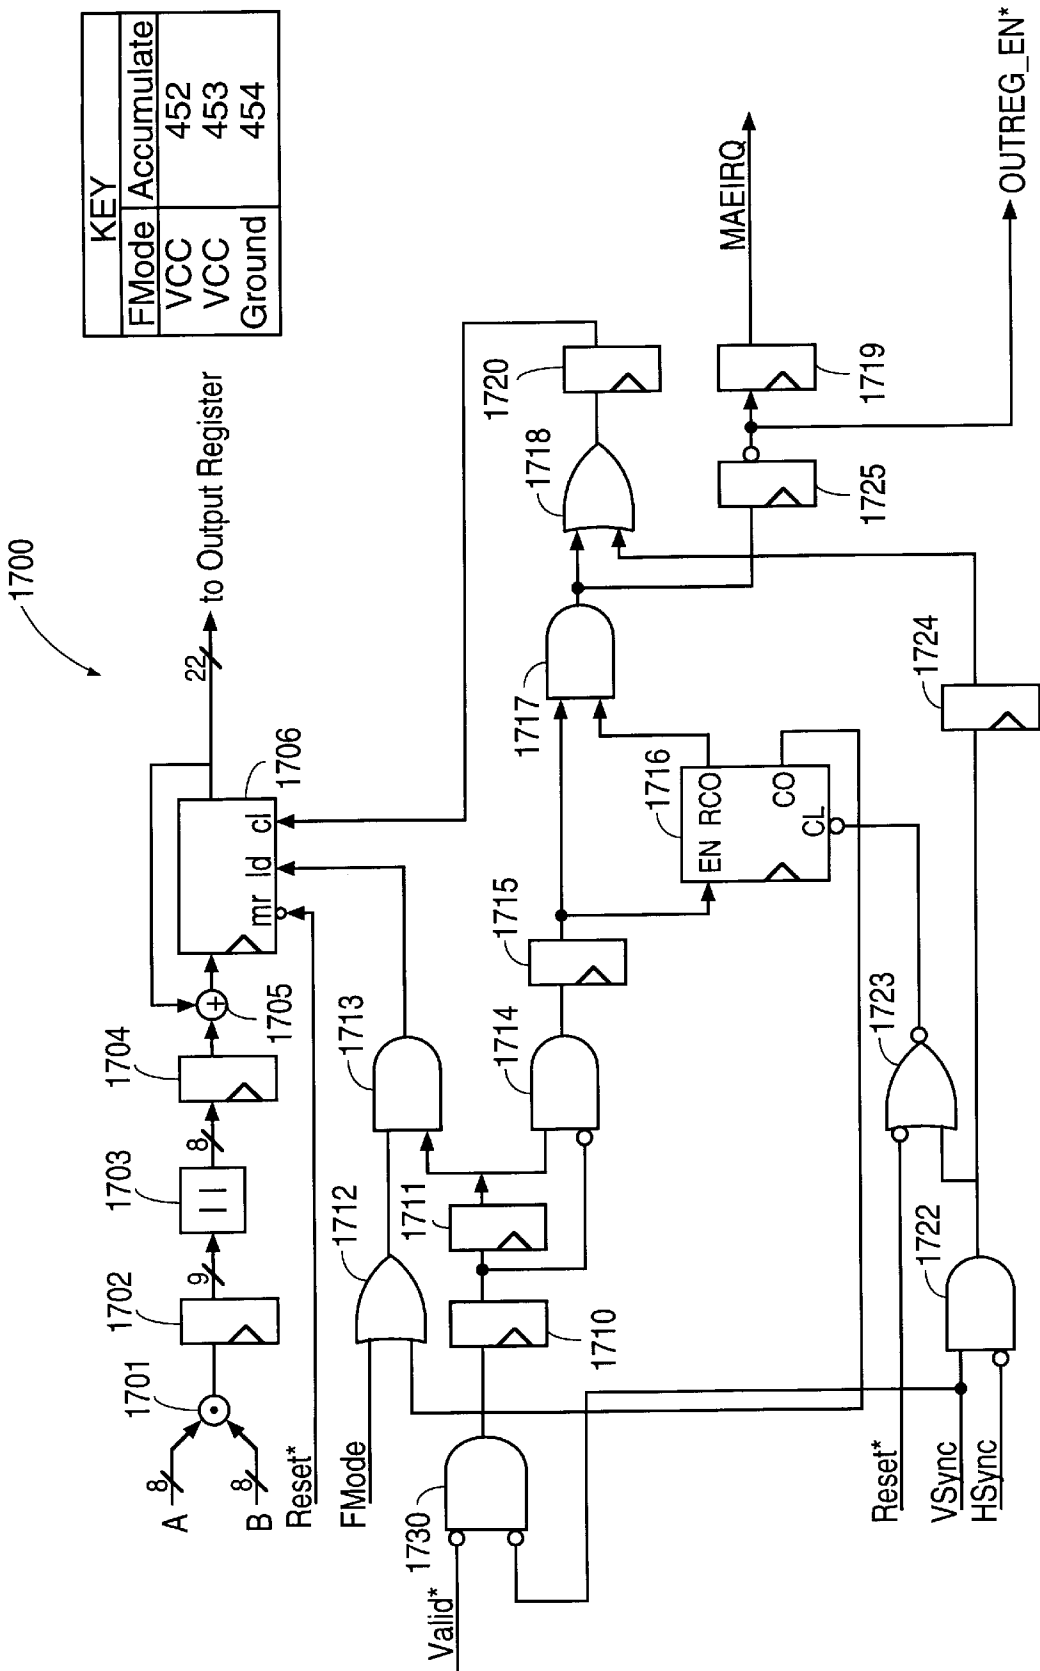 1700
KEY
FMode Accumulate
VCC 452
VCC 453
Ground 454
A 8
B 8
1701
1702
9
1703
| |
8
1704
+
1705
1706
mr ld cl
22
to Output Register
Reset*
FMode
1712
1713
1720
1718
Valid*
1730
1710
1711
1714
1715
1717
1716
EN RCO
CO
CL
1725
1719
MAEIRQ
OUTREG_EN*
Reset*
VSync
HSync
1722
1723
1724